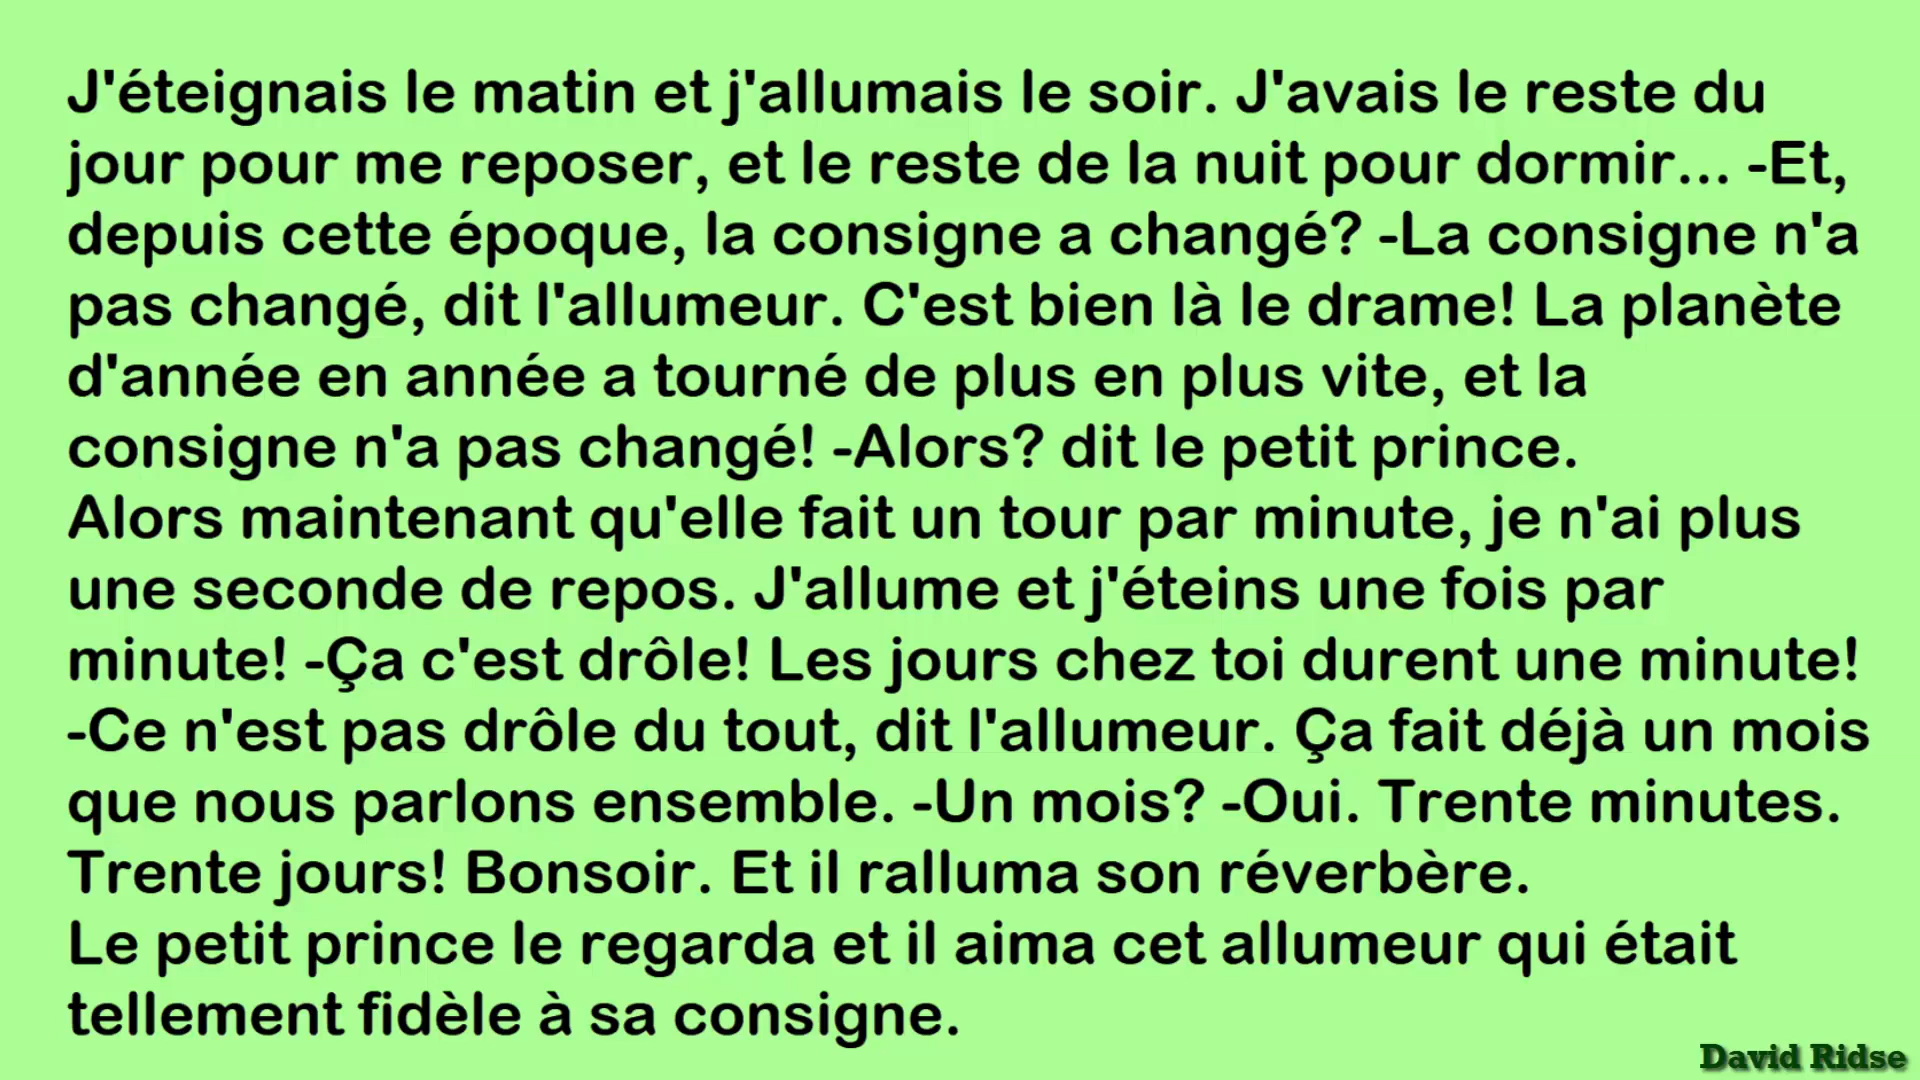 J'éteignais le matin et j'allumais le soir. J'avais le reste du
jour pour me reposer, et le reste de la nuit pour dormir... -Et,
depuis cette époque, la consigne a changé? -La consigne n'a
pas changé, dit l'allumeur. C'est bien là le drame! La planète
d'année en année a tourné de plus en plus vite, et la
consigne n'a pas changé! -Alors? dit le petit prince.
Alors maintenant qu'elle fait un tour par minute, je n'ai plus
une seconde de repos. J'allume et j'éteins une fois par
minute! -Ça c'est drôle! Les jours chez toi durent une minute!
-Ce n'est pas drôle du tout, dit l'allumeur. Ça fait déjà un mois
que nous parlons ensemble. -Un mois? -Oui. Trente minutes.
Trente jours! Bonsoir. Et il ralluma son réverbère.
Le petit prince le regarda et il aima cet allumeur qui était
tellement fidèle à sa consigne.
David Ridse